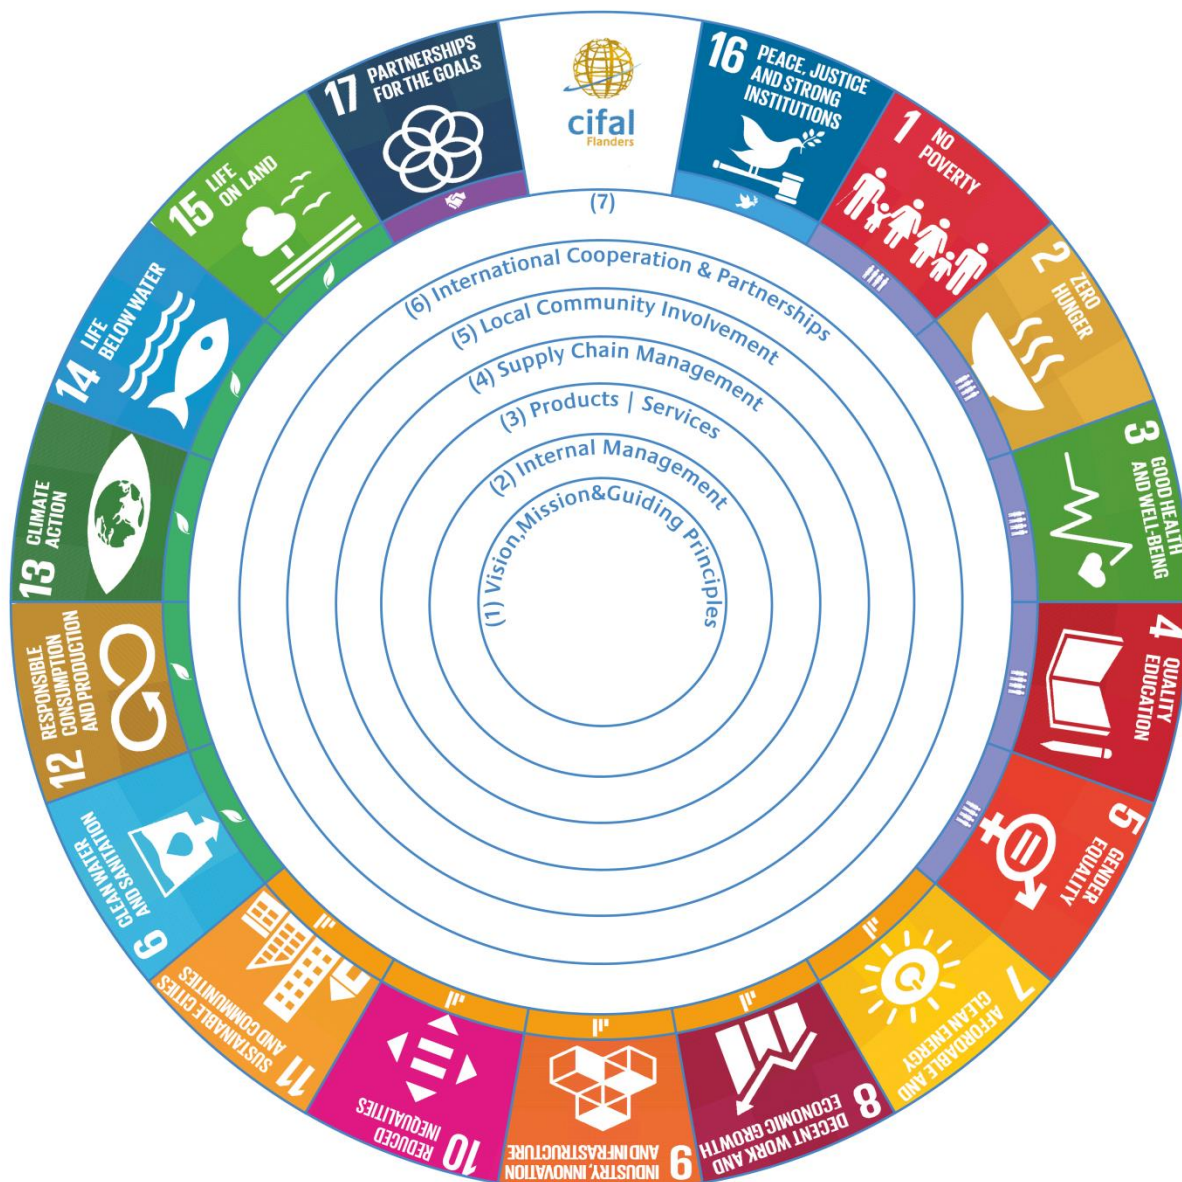 cifal
Flanders
16 PEACE, JUSTICE
AND STRONG
INSTITUTIONS
1 NO
POVERTY
2 ZERO
HUNGER
3 GOOD HEALTH
AND WELL-BEING
4 QUALITY
EDUCATION
5 GENDER
EQUALITY
7 AFFORDABLE AND
CLEAN ENERGY
8 DECENT WORK AND
ECONOMIC GROWTH
9 INDUSTRY, INNOVATION
AND INFRASTRUCTURE
10 REDUCED
INEQUALITIES
11 SUSTAINABLE CITIES
AND COMMUNITIES
6 CLEAN WATER
AND SANITATION
12 RESPONSIBLE
CONSUMPTION
AND PRODUCTION
13 CLIMATE
ACTION
14 LIFE
BELOW WATER
15 LIFE
ON LAND
17 PARTNERSHIPS
FOR THE GOALS
(7)
(6) International Cooperation & Partnerships
(5) Local Community Involvement
(4) Supply Chain Management
(3) Products | Services
(2) Internal Management
(1) Vision,Mission&Guiding Principles